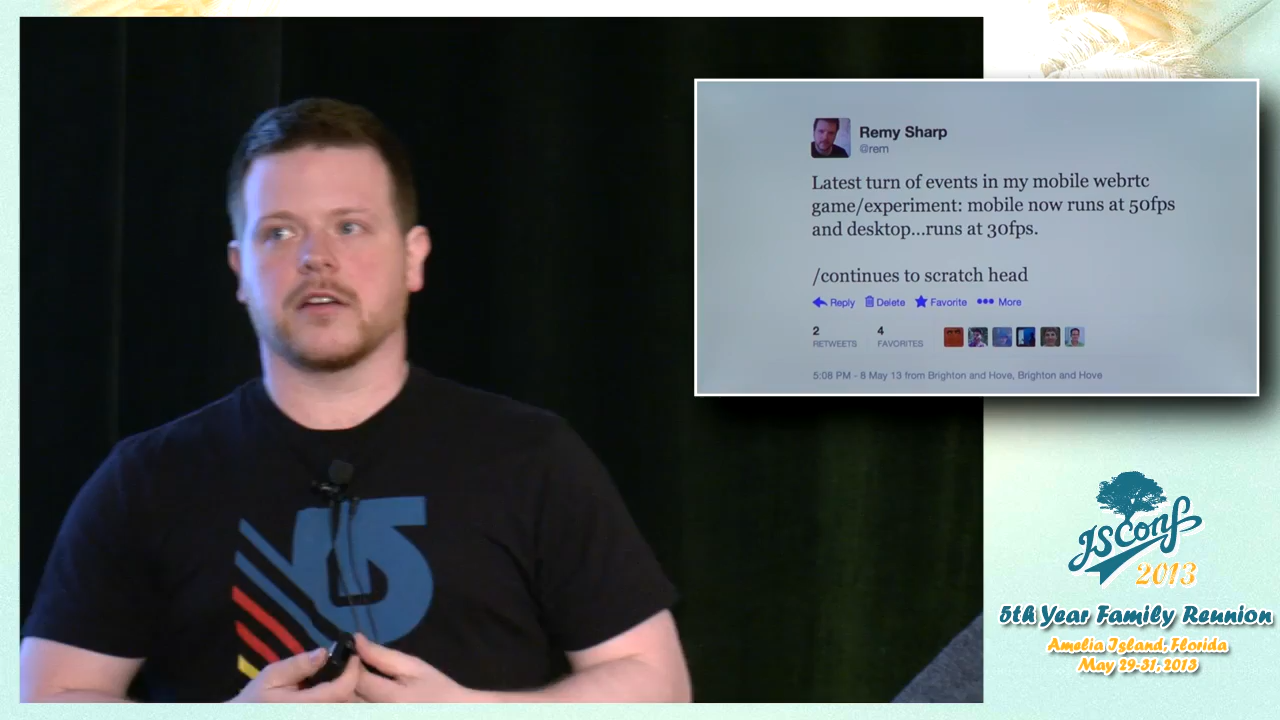 Remy Sharp
@rem
Latest turn of events in my mobile webrtc
game/experiment: mobile now runs at 50fps
and desktop...runs at 30fps.
/continues to scratch head
Reply Delete Favorite More
2 4
RETWEETS FAVORITES
5:08 PM - 8 May 13 from Brighton and Hove, Brighton and Hove
JSConf
2013
5th Year Family Reunion
Amelia Island, Florida
May 29-31, 2013